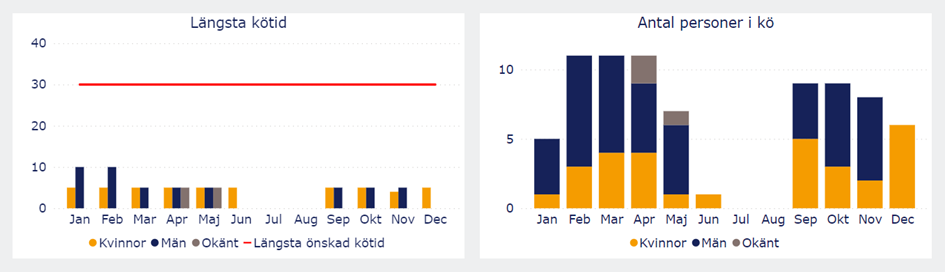 Längsta kötid
40
30
20
10
0
Jan Feb Mar Apr Maj Jun Jul Aug Sep Okt Nov Dec
Kvinnor Män Okänt Längsta önskad kötid
Antal personer i kö
10
5
0
Jan Feb Mar Apr Maj Jun Jul Aug Sep Okt Nov Dec
Kvinnor Män Okänt